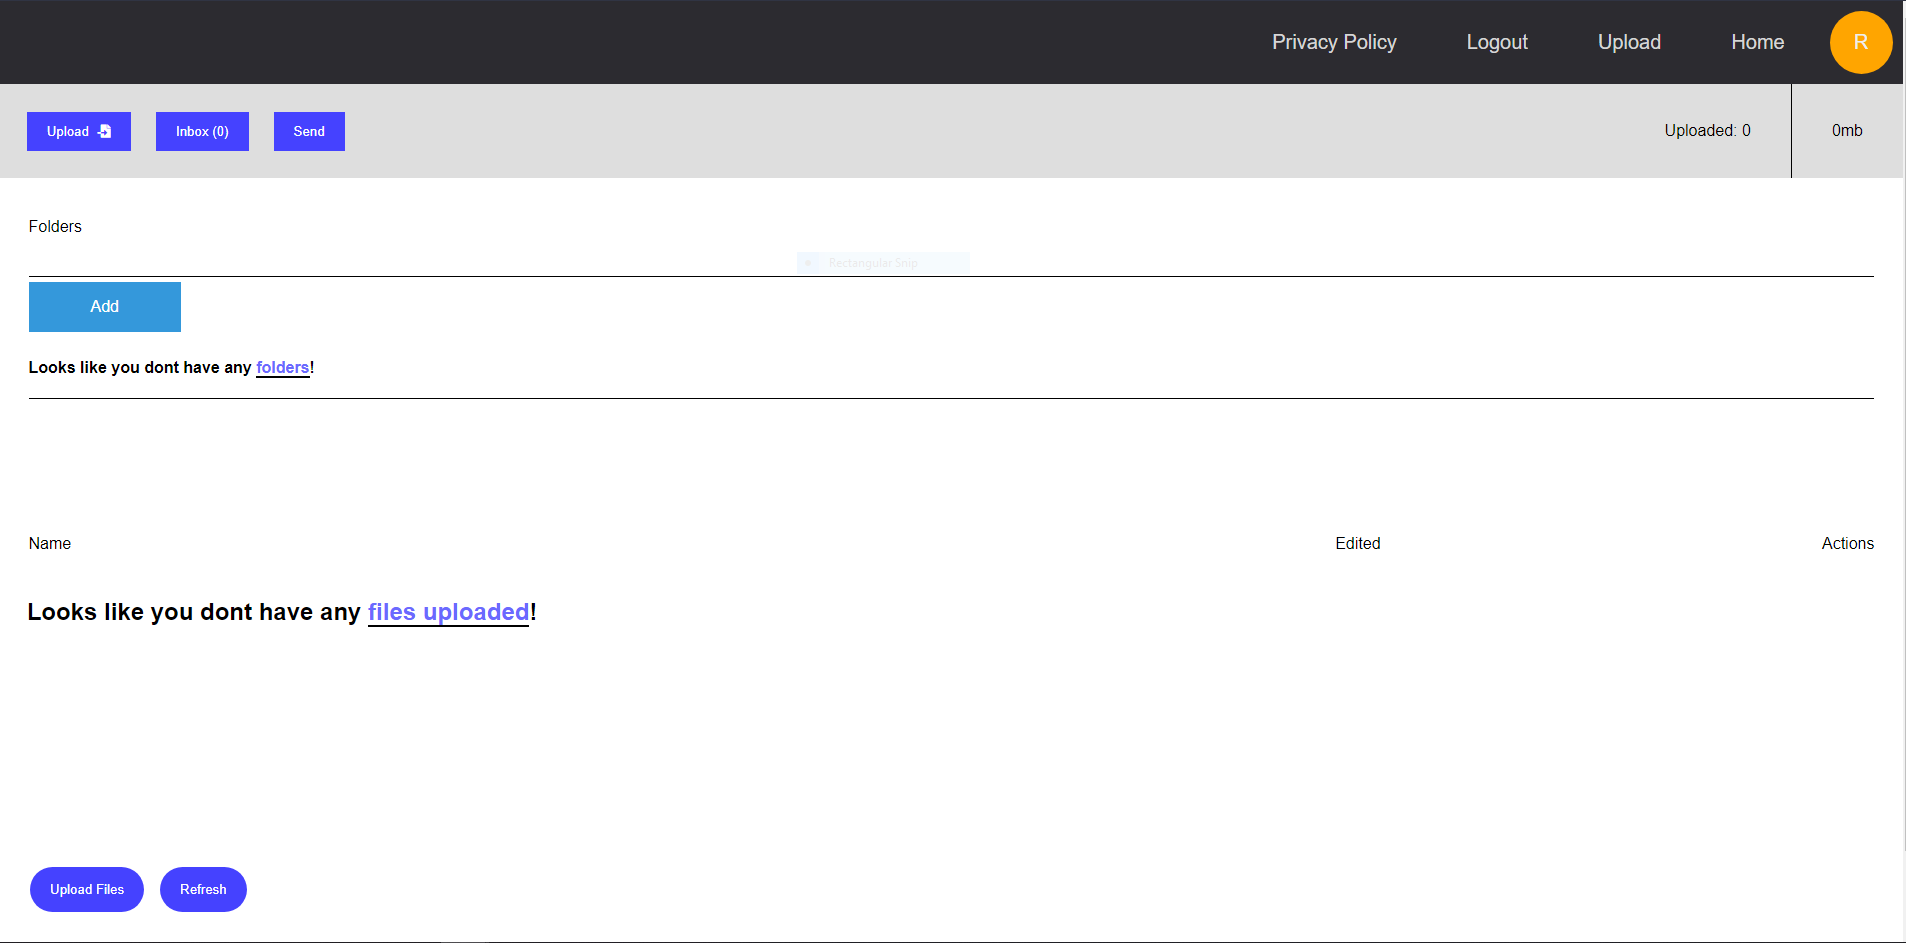 Privacy Policy Logout Upload Home R
Upload Inbox (0) Send Uploaded: 0 0mb
Folders
Rectangular Snip
Add
Looks like you dont have any folders!
Name Edited Actions
Looks like you dont have any files uploaded!
Upload Files Refresh